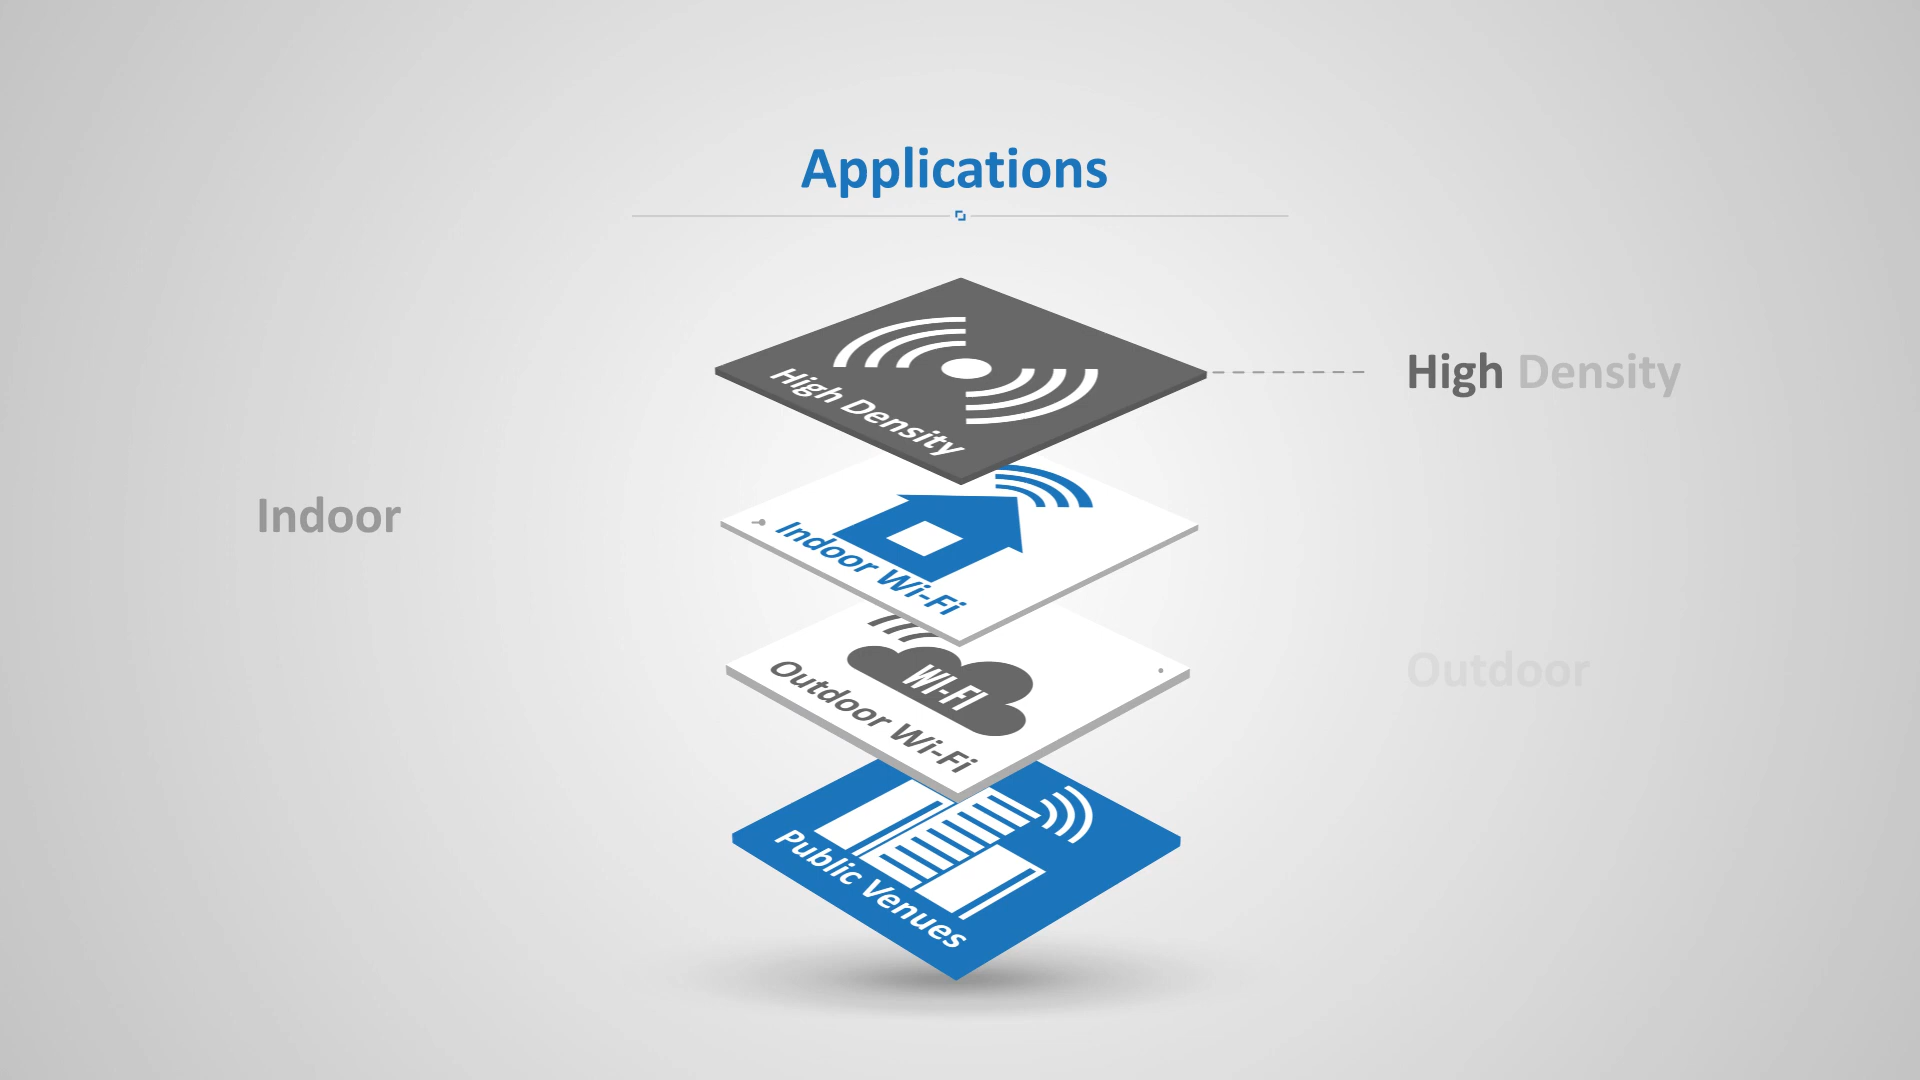 Applications
High Density
High Density
Indoor
Indoor Wi-Fi
WI-FI
Outdoor Wi-Fi
Outdoor
Public Venues